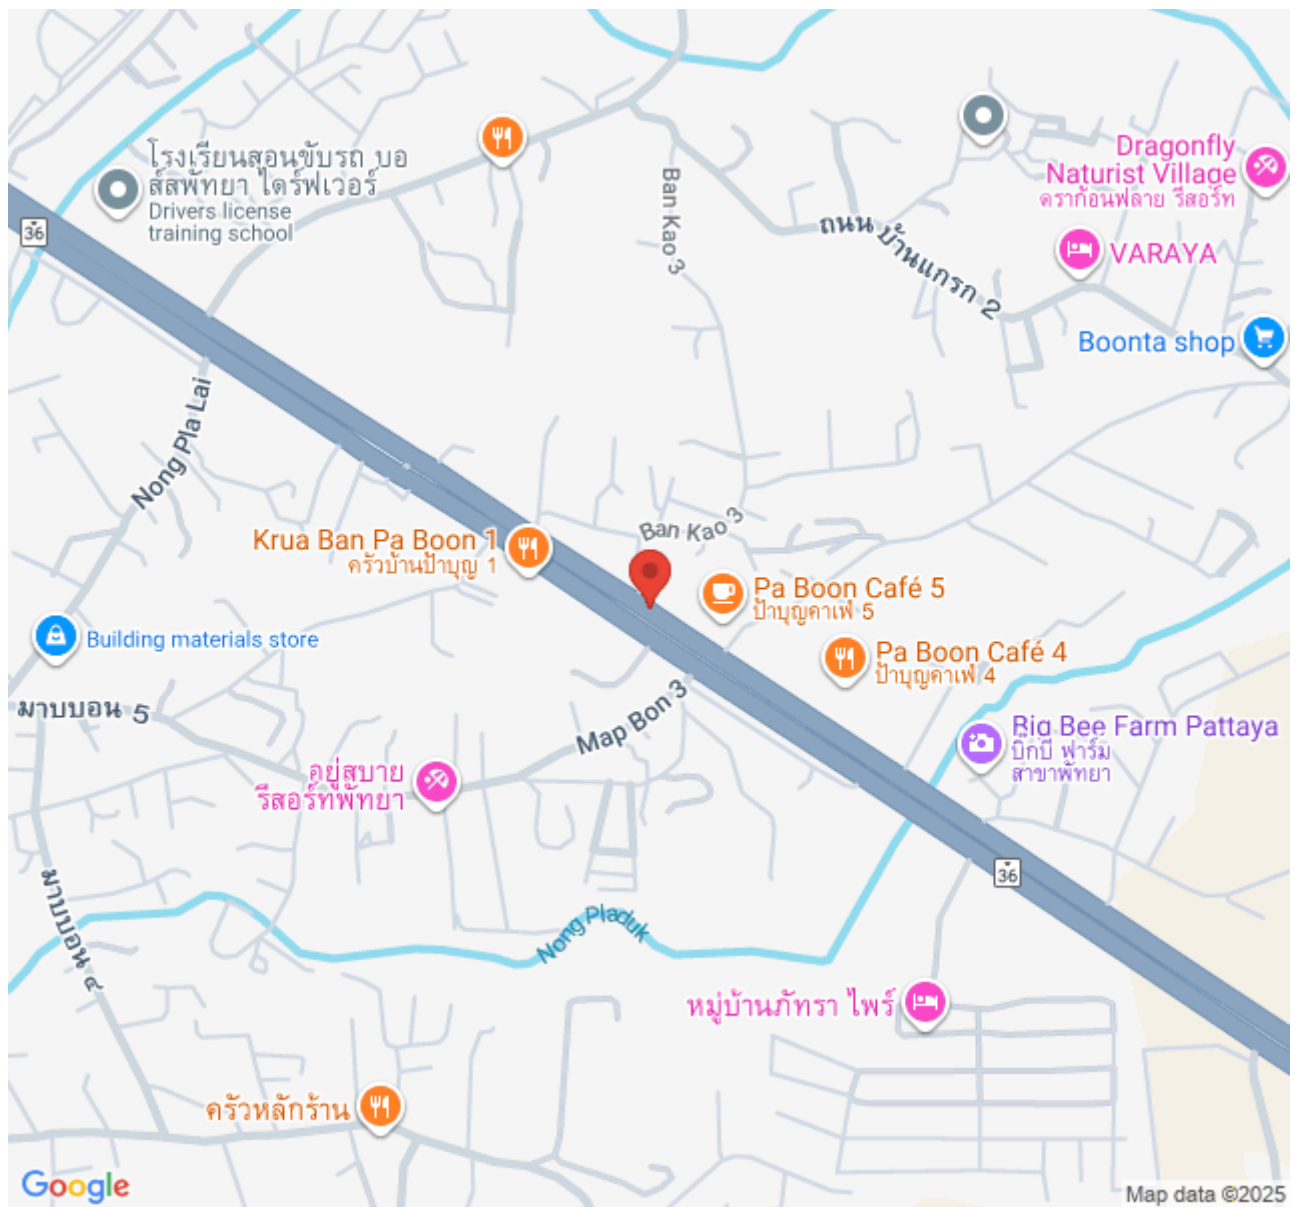 โรงเรียนสอนขับรถ บอ
ส์สพัทยา ไดร์ฟเวอร์
Drivers license
training school
36
Ban Kao 3
ถนน บ้านแกรก 2
Dragonfly
Naturist Village
ดราก้อนฟลาย รีสอร์ท
VARAYA
Boonta shop
Nong Pla Lai
Krua Ban Pa Boon 1
ครัวบ้านป้าบุญ 1
Ban Kao 3
Pa Boon Café 5
ป้าบุญคาเฟ่ 5
Pa Boon Café 4
ป้าบุญคาเฟ่ 4
Building materials store
มาบบอน 5
Map Bon 3
Big Bee Farm Pattaya
บิ๊กบี ฟาร์ม
สาขาพัทยา
อยู่สบาย
รีสอร์ทพัทยา
36
มาบบอน ๔
Nong Pladuk
หมู่บ้านภัทรา ไพร์
ครัวหลักร้าน
Google
Map data ©2025